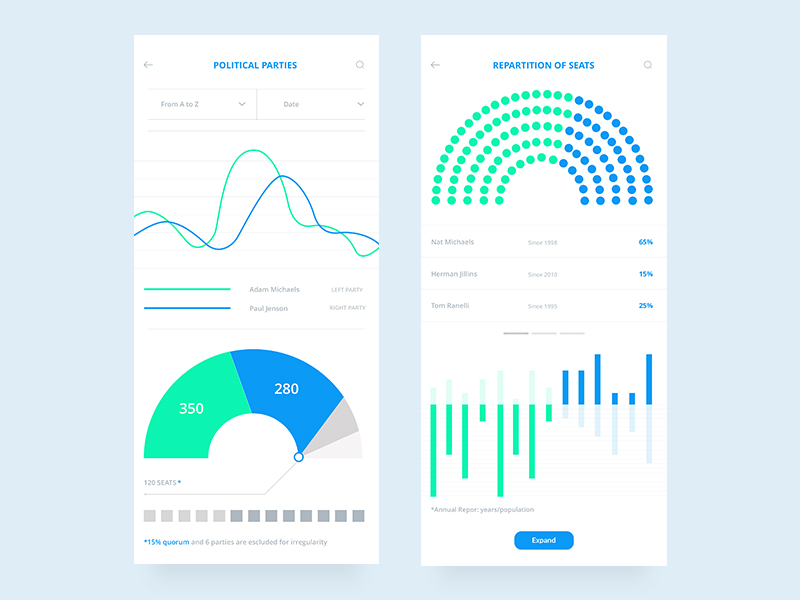 POLITICAL PARTIES
From A to Z
Date
Adam Michaels LEFT PARTY
Paul Jenson RIGHT PARTY
350
280
120 SEATS*
*15% quorum and 6 parties are escluded for irregularity
REPARTITION OF SEATS
Nat Michaels Since 1958 65%
Herman Jillins Since 2010 15%
Tom Ranelli Since 1995 25%
*Annual Repor: years/population
Expand